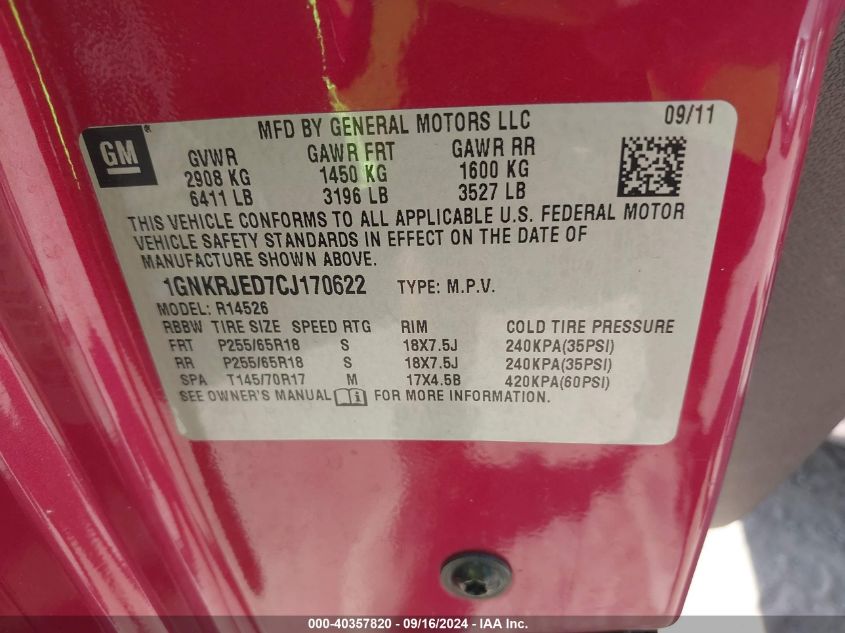 MFD BY GENERAL MOTORS LLC 09/11
GM
GVWR GAWR FRT GAWR RR
2908 KG 1450 KG 1600 KG
6411 LB 3196 LB 3527 LB
THIS VEHICLE CONFORMS TO ALL APPLICABLE U.S. FEDERAL MOTOR
VEHICLE SAFETY STANDARDS IN EFFECT ON THE DATE OF
MANUFACTURE SHOWN ABOVE.
1GNKRJED7CJ170622 TYPE: M.P.V.
MODEL: R14526
RBBW TIRE SIZE SPEED RTG RIM COLD TIRE PRESSURE
FRT P255/65R18 S 18X7.5J 240KPA(35PSI)
RR P255/65R18 S 18X7.5J 240KPA(35PSI)
SPA T145/70R17 M 17X4.5B 420KPA(60PSI)
SEE OWNER'S MANUAL FOR MORE INFORMATION.
000-40357820 - 09/16/2024 - IAA Inc.